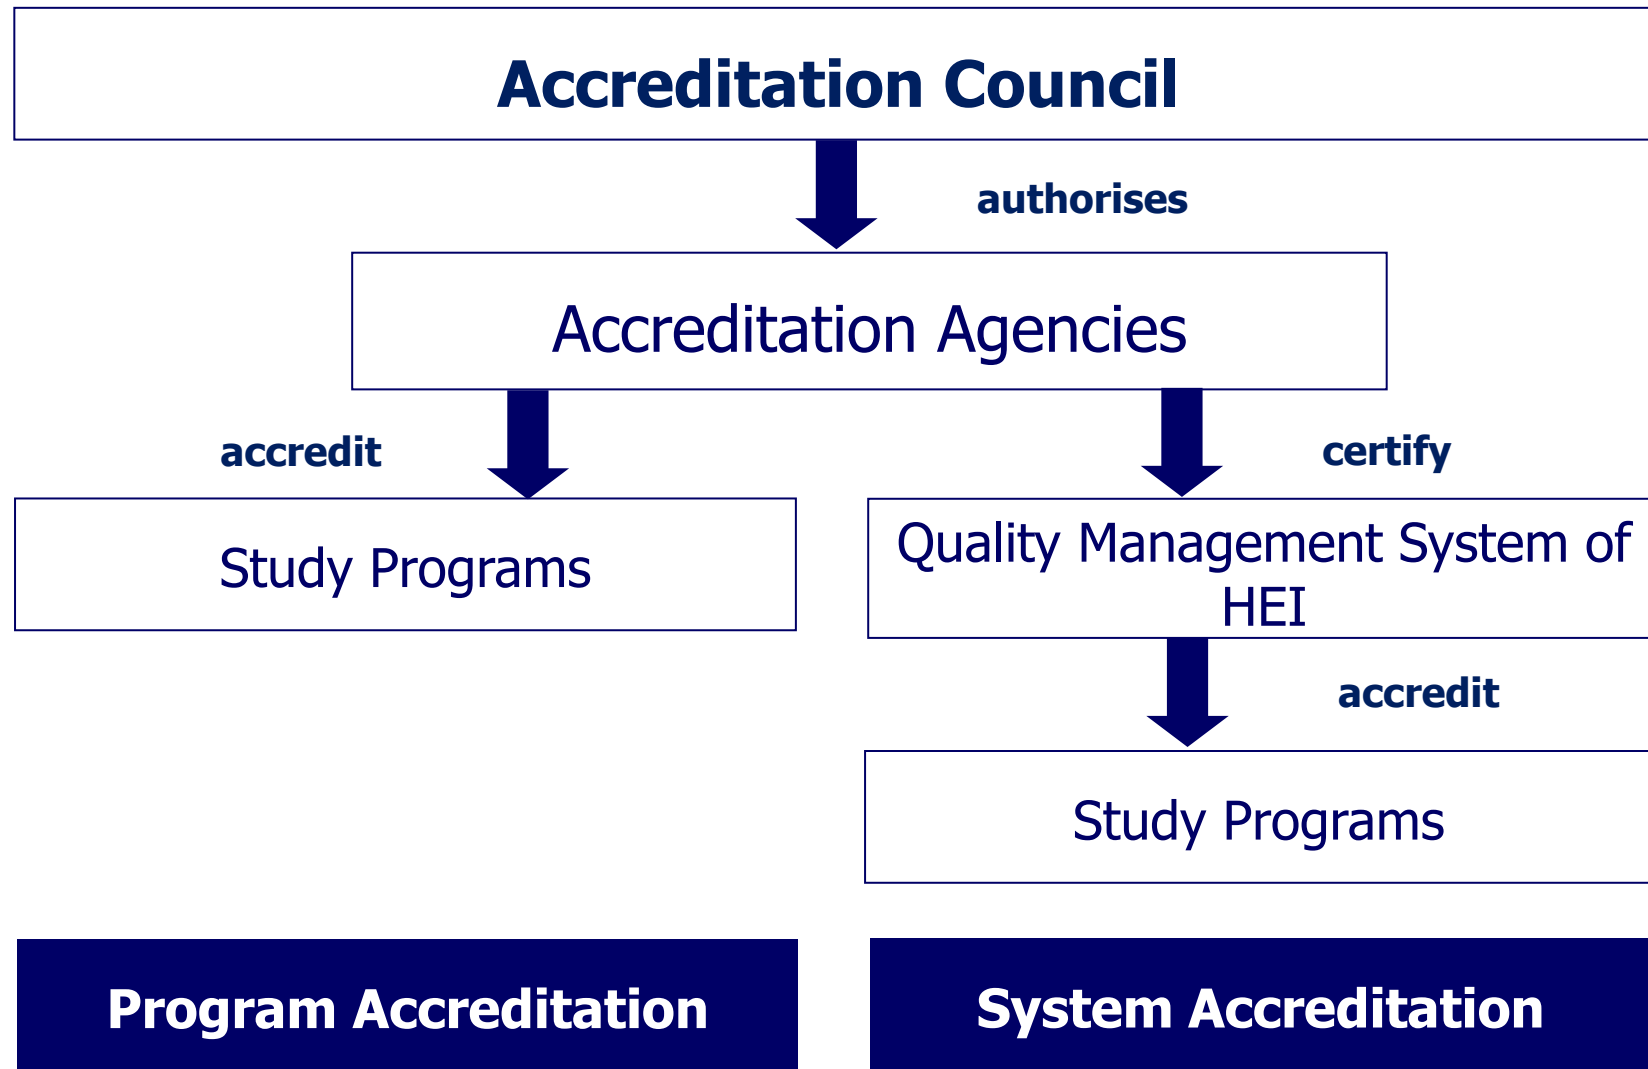 Accreditation Council
authorises
Accreditation Agencies
accredit
certify
Study Programs
Quality Management System of
HEI
accredit
Study Programs
Program Accreditation
System Accreditation